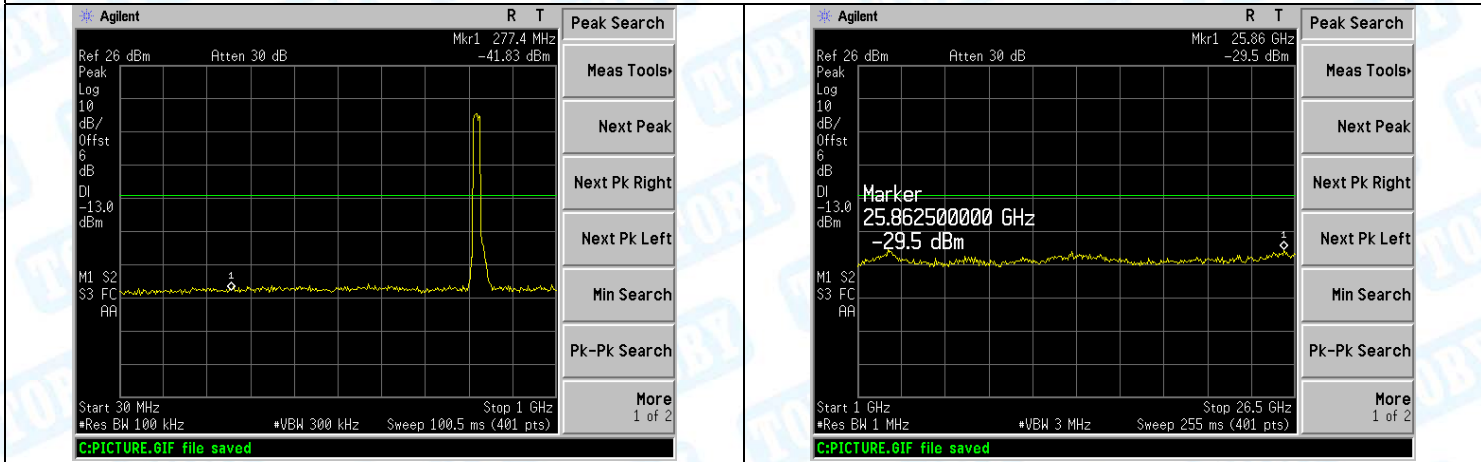 Agilent R T
Peak Search
Mkr1 277.4 MHz
Ref 26 dBm Atten 30 dB -41.83 dBm
Peak
Log
10
dB/
Offst
6
dB
DI
-13.0
dBm
M1 S2
S3 FC
AA
1
Start 30 MHz Stop 1 GHz
#Res BW 100 kHz #VBW 300 kHz Sweep 100.5 ms (401 pts)
C:PICTURE.GIF file saved
Meas Tools
Next Peak
Next Pk Right
Next Pk Left
Min Search
Pk-Pk Search
More
1 of 2
Agilent R T
Peak Search
Mkr1 25.86 GHz
Ref 26 dBm Atten 30 dB -29.5 dBm
Peak
Log
10
dB/
Offst
6
dB
DI
-13.0
dBm
Marker
25.862500000 GHz
-29.5 dBm
1
M1 S2
S3 FC
AA
Start 1 GHz Stop 26.5 GHz
#Res BW 1 MHz #VBW 3 MHz Sweep 255 ms (401 pts)
C:PICTURE.GIF file saved
Meas Tools
Next Peak
Next Pk Right
Next Pk Left
Min Search
Pk-Pk Search
More
1 of 2
TOBY